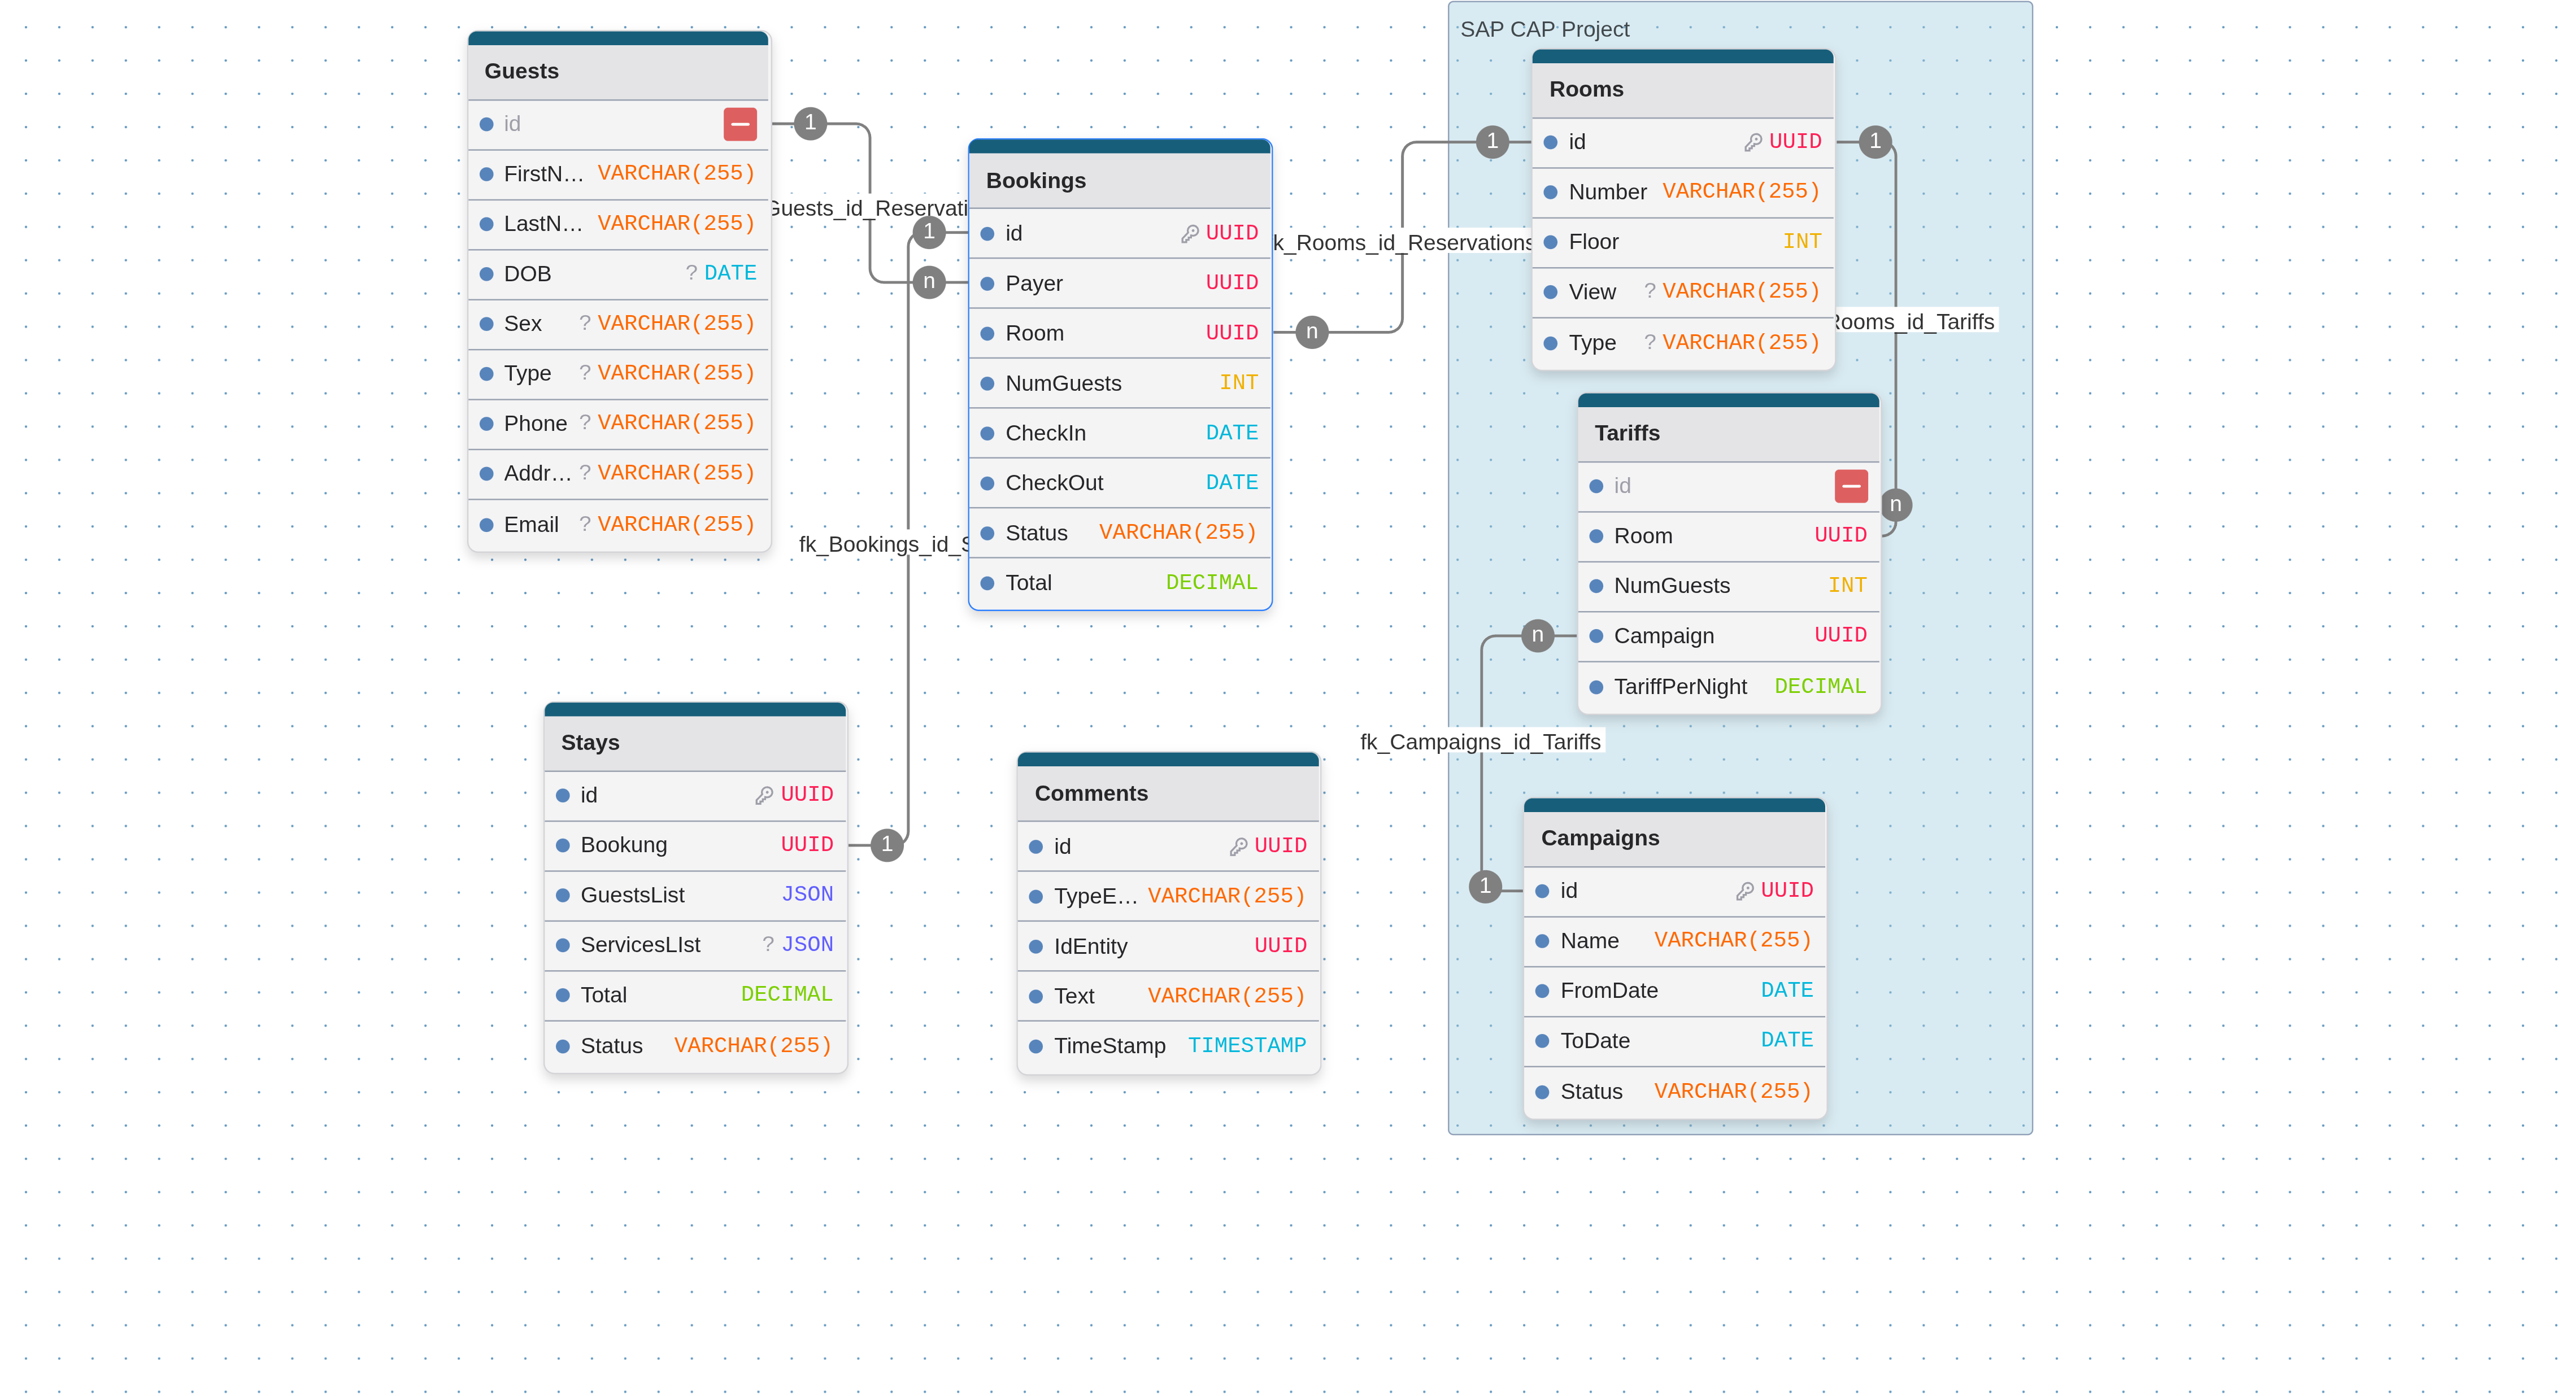 Guests
id
FirstN… VARCHAR(255)
LastN… VARCHAR(255)
DOB ? DATE
Sex ? VARCHAR(255)
Type ? VARCHAR(255)
Phone ? VARCHAR(255)
Addr… ? VARCHAR(255)
Email ? VARCHAR(255)
1
Guests_id_Reservati
n
Bookings
id UUID
Payer UUID
Room UUID
NumGuests INT
CheckIn DATE
CheckOut DATE
Status VARCHAR(255)
Total DECIMAL
1
fk_Bookings_id_S
1
n
k_Rooms_id_Reservations
1
SAP CAP Project
Rooms
id UUID
Number VARCHAR(255)
Floor INT
View ? VARCHAR(255)
Type ? VARCHAR(255)
1
Rooms_id_Tariffs
n
Tariffs
id
Room UUID
NumGuests INT
Campaign UUID
TariffPerNight DECIMAL
n
fk_Campaigns_id_Tariffs
1
Stays
id UUID
Bookung UUID
GuestsList JSON
ServicesLIst ? JSON
Total DECIMAL
Status VARCHAR(255)
Comments
id UUID
TypeE… VARCHAR(255)
IdEntity UUID
Text VARCHAR(255)
TimeStamp TIMESTAMP
Campaigns
id UUID
Name VARCHAR(255)
FromDate DATE
ToDate DATE
Status VARCHAR(255)